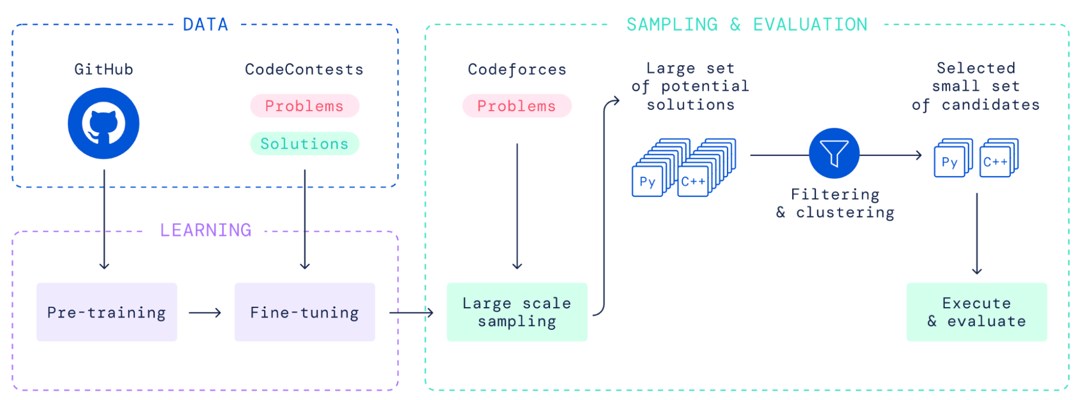 DATA
GitHub
CodeContests
Problems
Solutions
LEARNING
Pre-training
Fine-tuning
SAMPLING & EVALUATION
Codeforces
Problems
Large scale
sampling
Large set
of potential
solutions
Py
C++
Filtering
& clustering
Selected
small set
of candidates
Py
C++
Execute
& evaluate